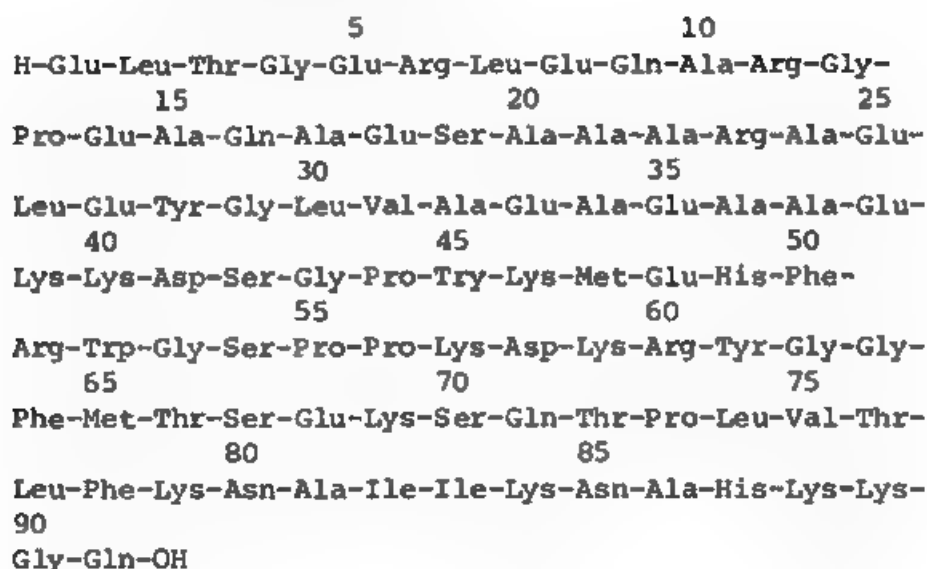 5 10
H-Glu-Leu-Thr-Gly-Glu-Arg-Leu-Glu-Gln-Ala-Arg-Gly-
15 20 25
Pro-Glu-Ala-Gln-Ala-Glu-Ser-Ala-Ala-Ala-Arg-Ala-Glu-
30 35
Leu-Glu-Tyr-Gly-Leu-Val-Ala-Glu-Ala-Glu-Ala-Ala-Glu-
40 45 50
Lys-Lys-Asp-Ser-Gly-Pro-Try-Lys-Met-Glu-His-Phe-
55 60
Arg-Trp-Gly-Ser-Pro-Pro-Lys-Asp-Lys-Arg-Tyr-Gly-Gly-
65 70 75
Phe-Met-Thr-Ser-Glu-Lys-Ser-Gln-Thr-Pro-Leu-Val-Thr-
80 85
Leu-Phe-Lys-Asn-Ala-Ile-Ile-Lys-Asn-Ala-His-Lys-Lys-
90
Gly-Gln-OH